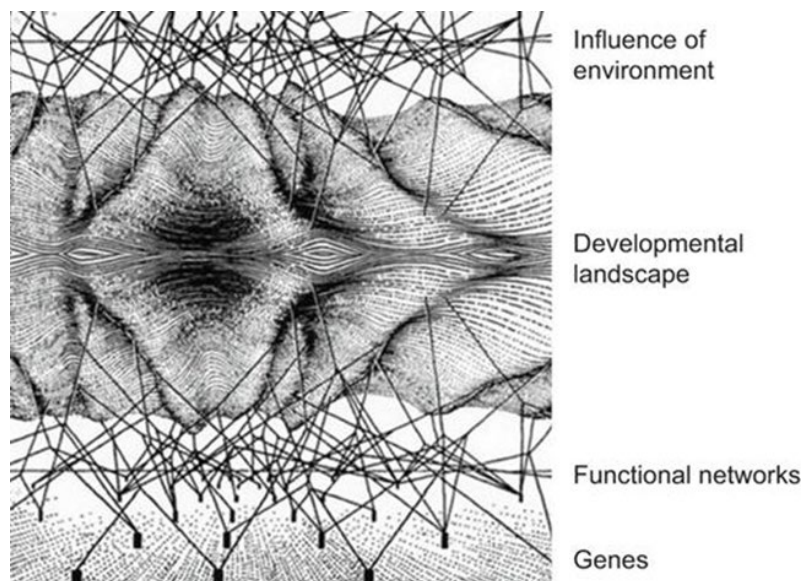 Influence of
environment
Developmental
landscape
Functional networks
Genes